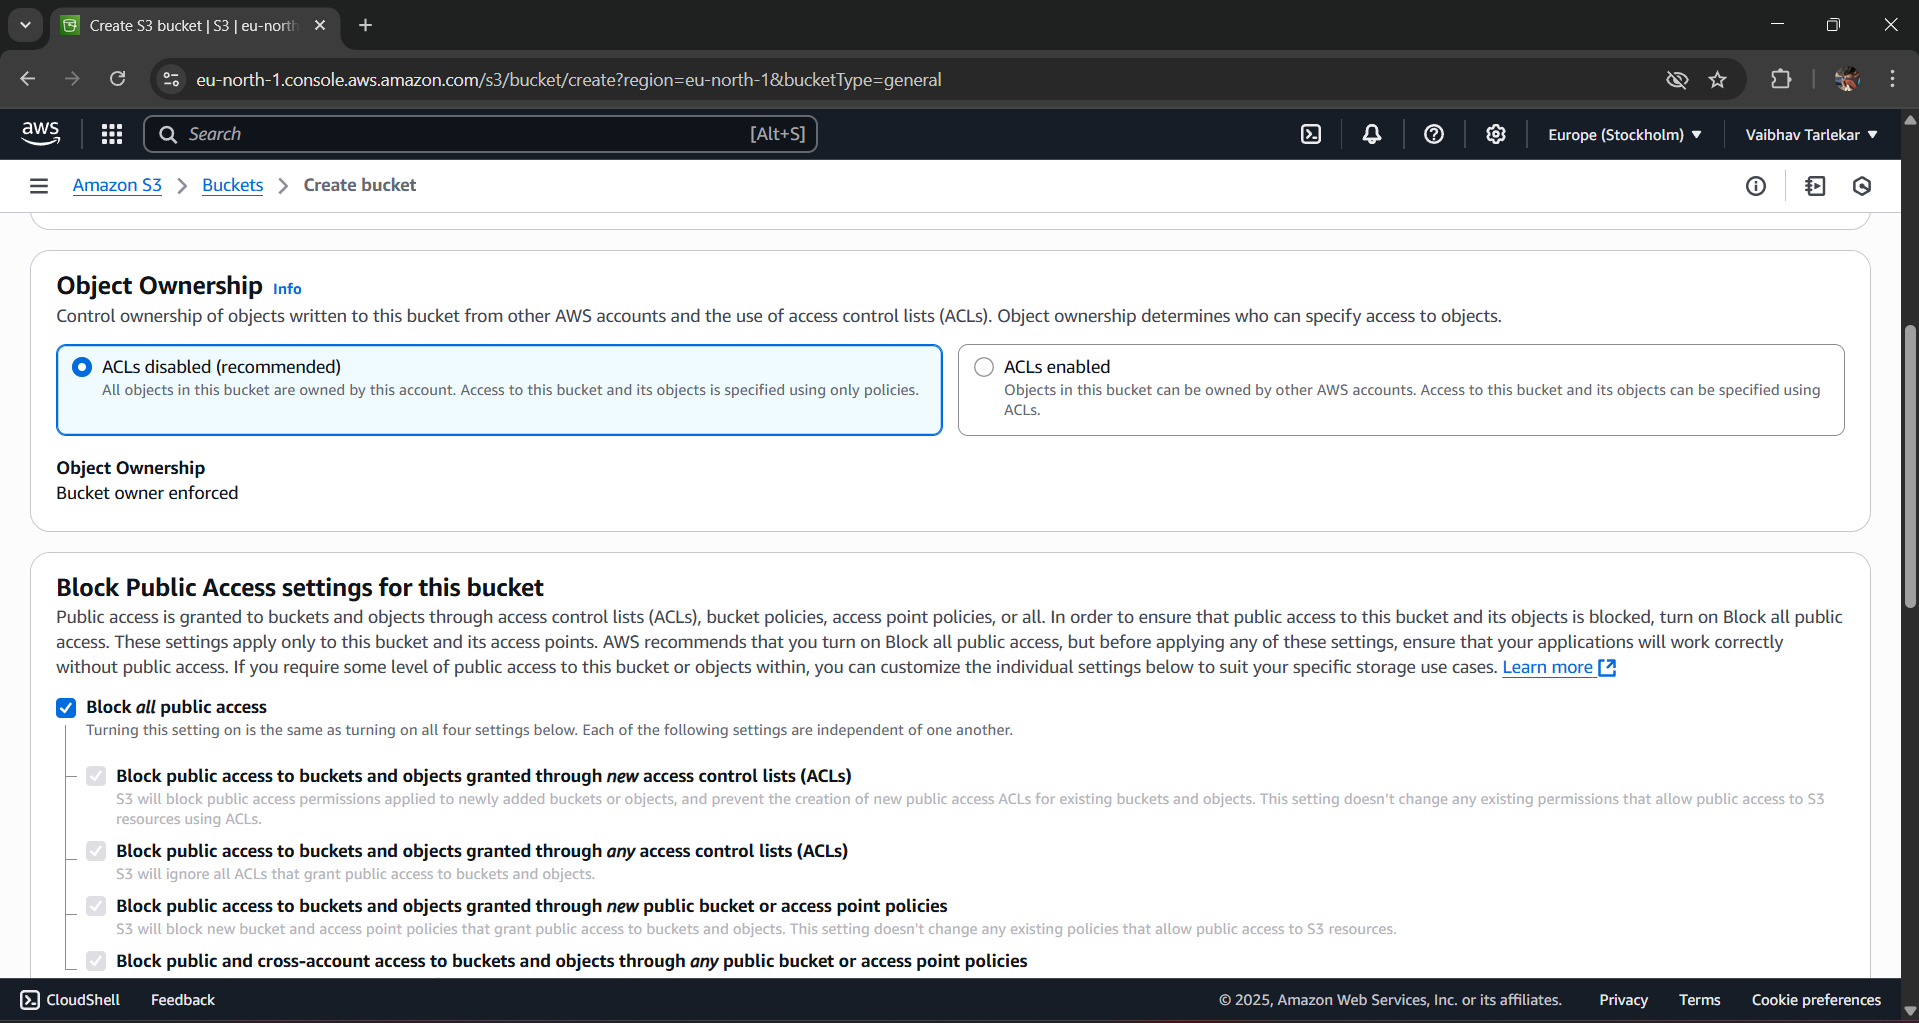 Create S3 bucket | S3 | eu-north
eu-north-1.console.aws.amazon.com/s3/bucket/create?region=eu-north-1&bucketType=general
aws
Search
[Alt+S]
Europe (Stockholm)
Vaibhav Tarlekar
Amazon S3
Buckets
Create bucket
Object Ownership Info
Control ownership of objects written to this bucket from other AWS accounts and the use of access control lists (ACLs). Object ownership determines who can specify access to objects.
ACLs disabled (recommended)
All objects in this bucket are owned by this account. Access to this bucket and its objects is specified using only policies.
ACLs enabled
Objects in this bucket can be owned by other AWS accounts. Access to this bucket and its objects can be specified using
ACLs.
Object Ownership
Bucket owner enforced
Block Public Access settings for this bucket
Public access is granted to buckets and objects through access control lists (ACLs), bucket policies, access point policies, or all. In order to ensure that public access to this bucket and its objects is blocked, turn on Block all public
access. These settings apply only to this bucket and its access points. AWS recommends that you turn on Block all public access, but before applying any of these settings, ensure that your applications will work correctly
without public access. If you require some level of public access to this bucket or objects within, you can customize the individual settings below to suit your specific storage use cases. Learn more
Block all public access
Turning this setting on is the same as turning on all four settings below. Each of the following settings are independent of one another.
Block public access to buckets and objects granted through new access control lists (ACLs)
S3 will block public access permissions applied to newly added buckets or objects, and prevent the creation of new public access ACLs for existing buckets and objects. This setting doesn't change any existing permissions that allow public access to S3
resources using ACLs.
Block public access to buckets and objects granted through any access control lists (ACLs)
S3 will ignore all ACLs that grant public access to buckets and objects.
Block public access to buckets and objects granted through new public bucket or access point policies
S3 will block new bucket and access point policies that grant public access to buckets and objects. This setting doesn't change any existing policies that allow public access to S3 resources.
Block public and cross-account access to buckets and objects through any public bucket or access point policies
CloudShell
Feedback
© 2025, Amazon Web Services, Inc. or its affiliates.
Privacy
Terms
Cookie preferences